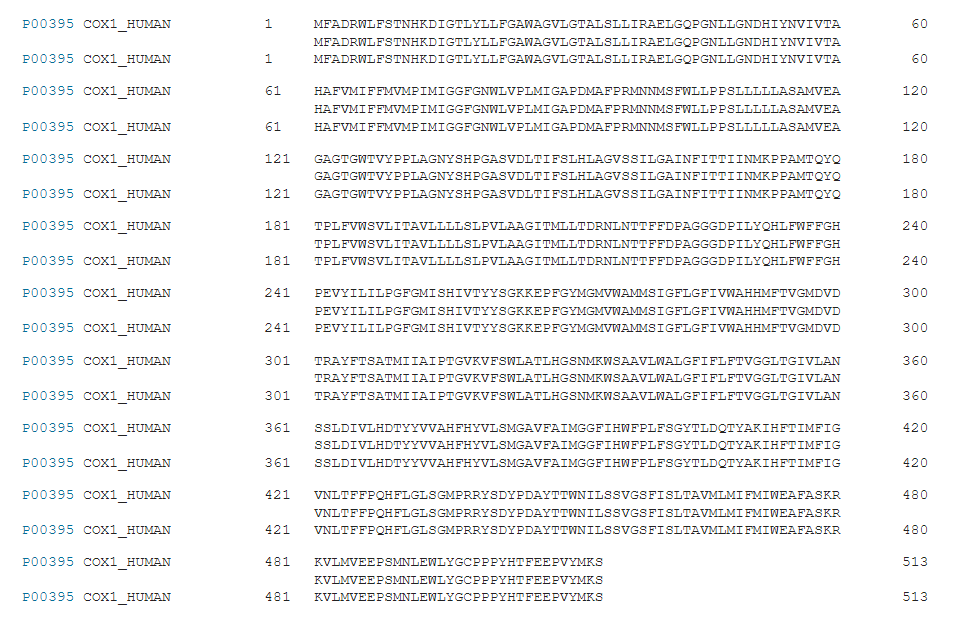 P00395 COX1_HUMAN 1 MFADRWLFSTNHKDIGTLYLLFGAWAGVLGTALSLLIRAELGQPGNLLGNDHIYNVIVTA 60
MFADRWLFSTNHKDIGTLYLLFGAWAGVLGTALSLLIRAELGQPGNLLGNDHIYNVIVTA
P00395 COX1_HUMAN 1 MFADRWLFSTNHKDIGTLYLLFGAWAGVLGTALSLLIRAELGQPGNLLGNDHIYNVIVTA 60
P00395 COX1_HUMAN 61 HAFVMIFFMVMPIMIGGFGNWLVPLMIGAPDMAFPRMNNMSFWLLPPSLLLLLASAMVEA 120
HAFVMIFFMVMPIMIGGFGNWLVPLMIGAPDMAFPRMNNMSFWLLPPSLLLLLASAMVEA
P00395 COX1_HUMAN 61 HAFVMIFFMVMPIMIGGFGNWLVPLMIGAPDMAFPRMNNMSFWLLPPSLLLLLASAMVEA 120
P00395 COX1_HUMAN 121 GAGTGWTVYPPLAGNYSHPGASVDLTIFSLHLAGVSSILGAINFITTIINMKPPAMTQYQ 180
GAGTGWTVYPPLAGNYSHPGASVDLTIFSLHLAGVSSILGAINFITTIINMKPPAMTQYQ
P00395 COX1_HUMAN 121 GAGTGWTVYPPLAGNYSHPGASVDLTIFSLHLAGVSSILGAINFITTIINMKPPAMTQYQ 180
P00395 COX1_HUMAN 181 TPLFVWSVLITAVLLLLSLPVLAAGITMLLTDRNLNTTFFDPAGGGDPILYQHLFWFFGH 240
TPLFVWSVLITAVLLLLSLPVLAAGITMLLTDRNLNTTFFDPAGGGDPILYQHLFWFFGH
P00395 COX1_HUMAN 181 TPLFVWSVLITAVLLLLSLPVLAAGITMLLTDRNLNTTFFDPAGGGDPILYQHLFWFFGH 240
P00395 COX1_HUMAN 241 PEVYILILPGFGMISHIVTYYSGKKEPFGYMGMVWAMMSIGFLGFIVWAHHMFTVGMDVD 300
PEVYILILPGFGMISHIVTYYSGKKEPFGYMGMVWAMMSIGFLGFIVWAHHMFTVGMDVD
P00395 COX1_HUMAN 241 PEVYILILPGFGMISHIVTYYSGKKEPFGYMGMVWAMMSIGFLGFIVWAHHMFTVGMDVD 300
P00395 COX1_HUMAN 301 TRAYFTSATMIIAIPTGVKVFSWLATLHGSNMKWSAAVLWALGFIFLFTVGGLTGIVLAN 360
TRAYFTSATMIIAIPTGVKVFSWLATLHGSNMKWSAAVLWALGFIFLFTVGGLTGIVLAN
P00395 COX1_HUMAN 301 TRAYFTSATMIIAIPTGVKVFSWLATLHGSNMKWSAAVLWALGFIFLFTVGGLTGIVLAN 360
P00395 COX1_HUMAN 361 SSLDIVLHDTYYVVAHFHYVLSMGAVFAIMGGFIHWFPLFSGYTLDQTYAKIHFTIMFIG 420
SSLDIVLHDTYYVVAHFHYVLSMGAVFAIMGGFIHWFPLFSGYTLDQTYAKIHFTIMFIG
P00395 COX1_HUMAN 361 SSLDIVLHDTYYVVAHFHYVLSMGAVFAIMGGFIHWFPLFSGYTLDQTYAKIHFTIMFIG 420
P00395 COX1_HUMAN 421 VNLTFFPQHFLGLSGMPRRYSDYPDAYTTWNILSSVGSFISLTAVMLMIFMIWEAFASKR 480
VNLTFFPQHFLGLSGMPRRYSDYPDAYTTWNILSSVGSFISLTAVMLMIFMIWEAFASKR
P00395 COX1_HUMAN 421 VNLTFFPQHFLGLSGMPRRYSDYPDAYTTWNILSSVGSFISLTAVMLMIFMIWEAFASKR 480
P00395 COX1_HUMAN 481 KVLMVEEPSMNLEWLYGCPPPYHTFEEPVYMKS 513
KVLMVEEPSMNLEWLYGCPPPYHTFEEPVYMKS
P00395 COX1_HUMAN 481 KVLMVEEPSMNLEWLYGCPPPYHTFEEPVYMKS 513